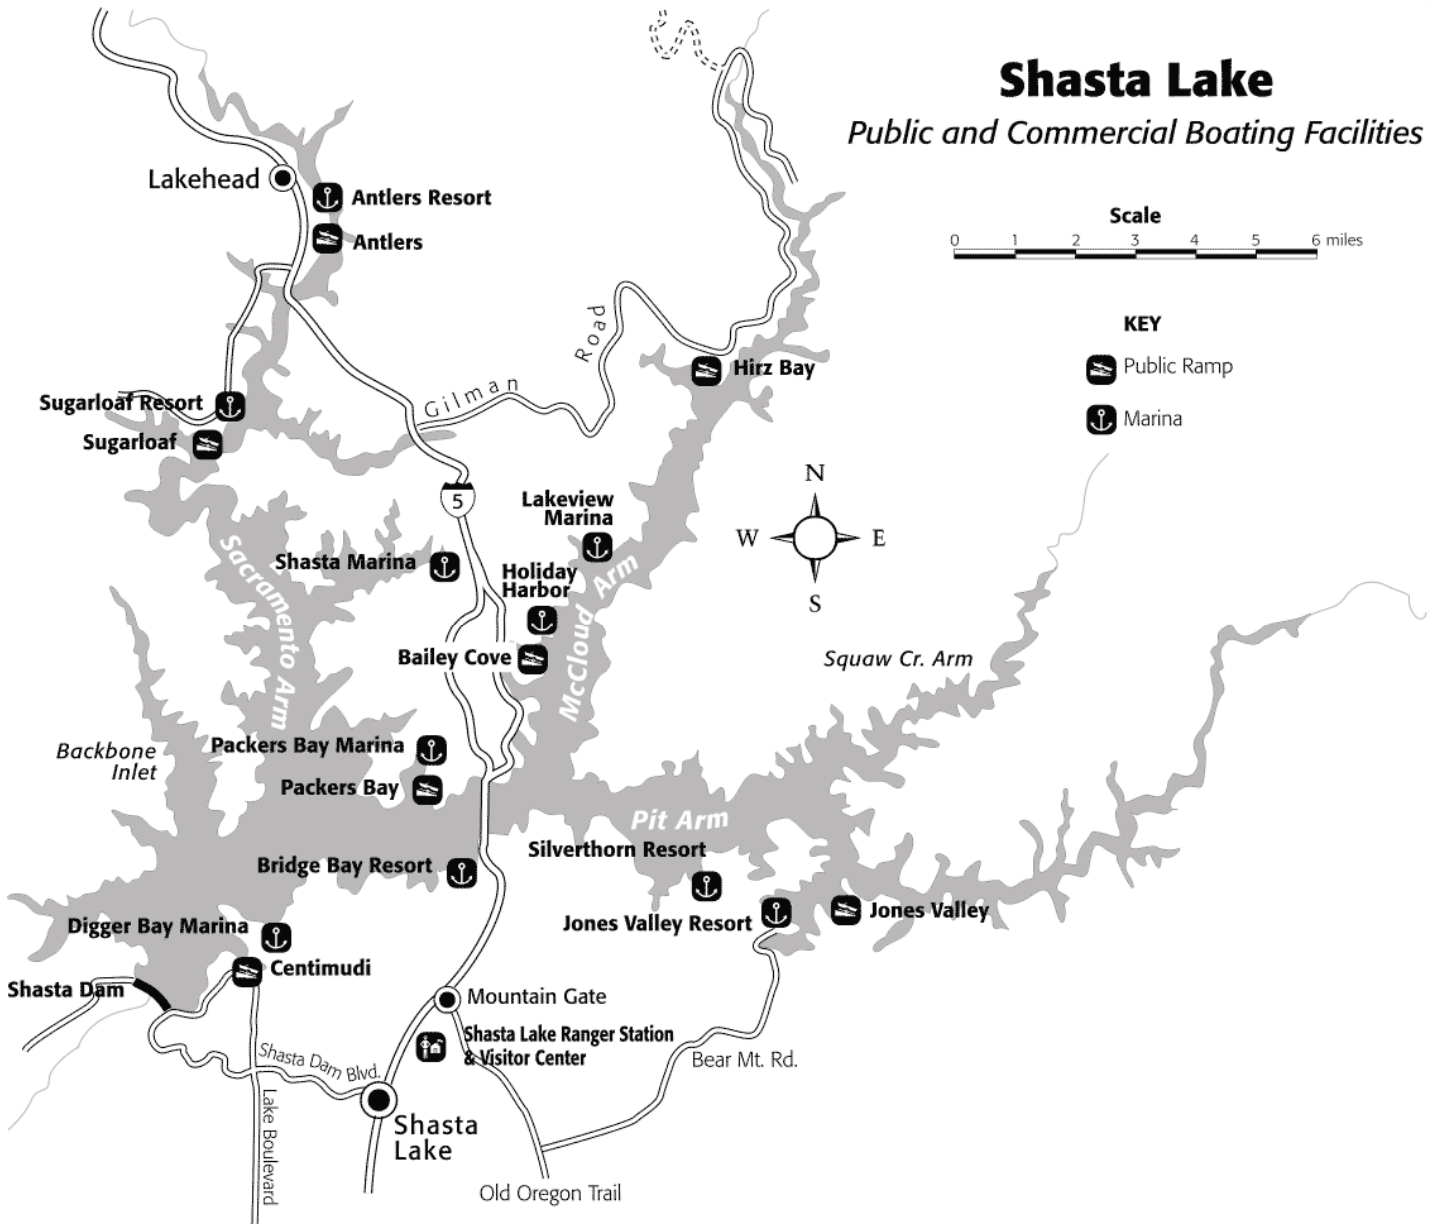 Shasta Lake
Public and Commercial Boating Facilities
Scale
0 1 2 3 4 5 6 miles
KEY
Public Ramp
Marina
Lakehead
Antlers Resort
Antlers
Gilman Road
Hirz Bay
Sugarloaf Resort
Sugarloaf
5
N
W E
S
Lakeview
Marina
Shasta Marina
Holiday
Harbor
Sacramento Arm
McCloud Arm
Bailey Cove
Squaw Cr. Arm
Backbone
Inlet
Packers Bay Marina
Packers Bay
Pit Arm
Silverthorn Resort
Bridge Bay Resort
Jones Valley Resort
Jones Valley
Digger Bay Marina
Centimudi
Shasta Dam
Mountain Gate
Shasta Lake Ranger Station
& Visitor Center
Shasta Dam Blvd.
Bear Mt. Rd.
Lake Boulevard
Shasta
Lake
Old Oregon Trail